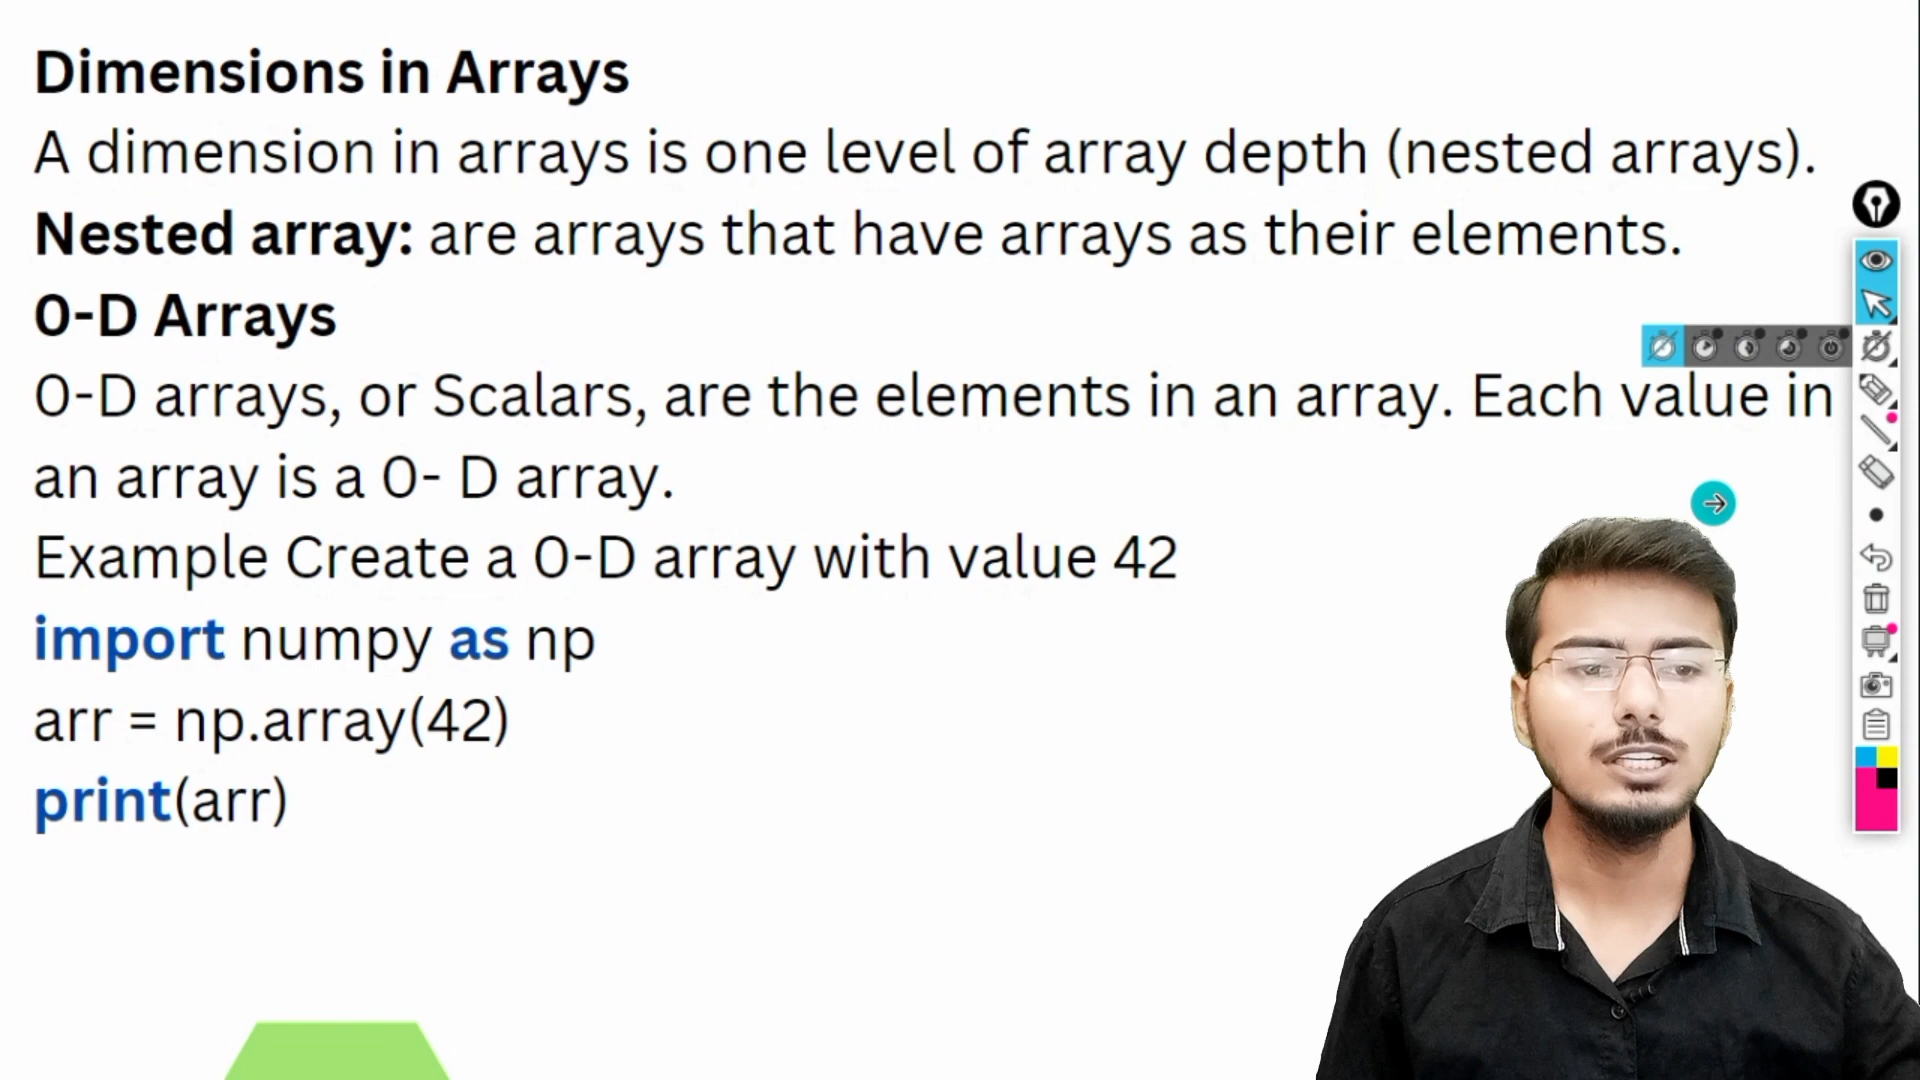 Dimensions in Arrays
A dimension in arrays is one level of array depth (nested arrays).
Nested array: are arrays that have arrays as their elements.
0-D Arrays
0-D arrays, or Scalars, are the elements in an array. Each value in
an array is a 0- D array.
Example Create a 0-D array with value 42
import numpy as np
arr = np.array(42)
print(arr)